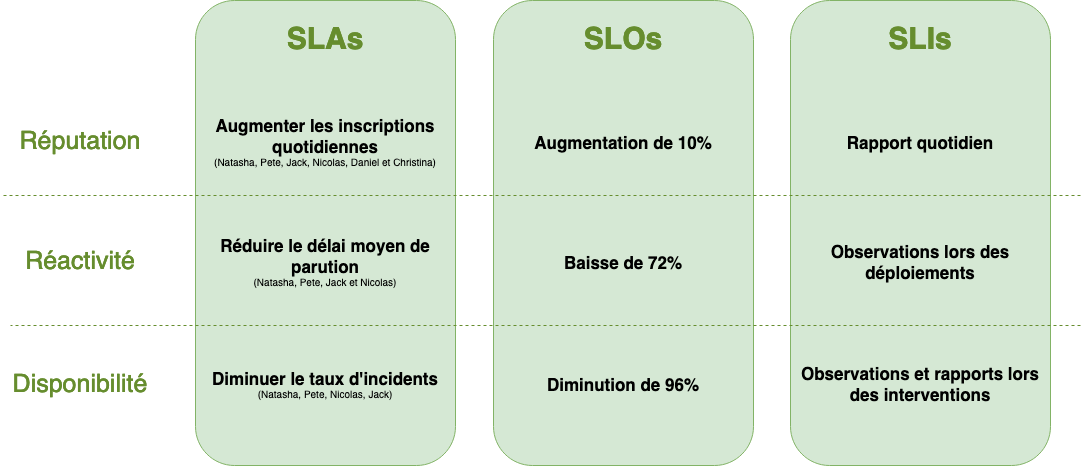 SLAs
SLOs
SLIs
Réputation
Augmenter les inscriptions
quotidiennes
(Natasha, Pete, Jack, Nicolas, Daniel et Christina)
Augmentation de 10%
Rapport quotidien
Réactivité
Réduire le délai moyen de
parution
(Natasha, Pete, Jack et Nicolas)
Baisse de 72%
Observations lors des
déploiements
Disponibilité
Diminuer le taux d'incidents
(Natasha, Pete, Nicolas, Jack)
Diminution de 96%
Observations et rapports lors
des interventions